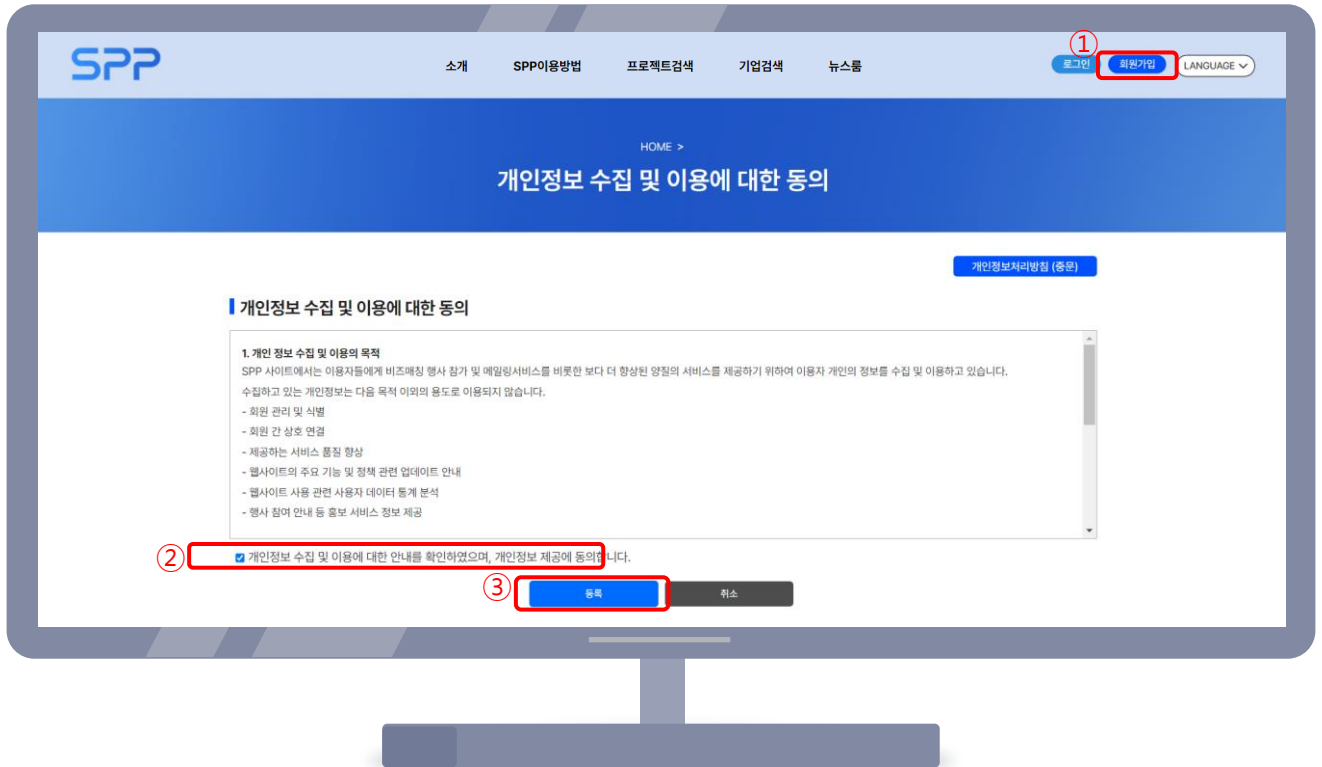 ①
SPP
소개 SPP이용방법 프로젝트검색 기업검색 뉴스룸 로그인 회원가입 LANGUAGE
HOME >
개인정보 수집 및 이용에 대한 동의
개인정보처리방침 (중문)
개인정보 수집 및 이용에 대한 동의
1. 개인 정보 수집 및 이용의 목적
SPP 사이트에서는 이용자들에게 비즈매칭 행사 참가 및 메일링서비스를 비롯한 보다 더 향상된 양질의 서비스를 제공하기 위하여 이용자 개인의 정보를 수집 및 이용하고 있습니다.
수집하고 있는 개인정보는 다음 목적 이외의 용도로 이용되지 않습니다.
- 회원 관리 및 식별
- 회원 간 상호 연결
- 제공하는 서비스 품질 향상
- 웹사이트의 주요 기능 및 정책 관련 업데이트 안내
- 웹사이트 사용 관련 사용자 데이터 통계 분석
- 행사 참여 안내 등 홍보 서비스 정보 제공
② 개인정보 수집 및 이용에 대한 안내를 확인하였으며, 개인정보 제공에 동의합니다.
③ 등록 취소